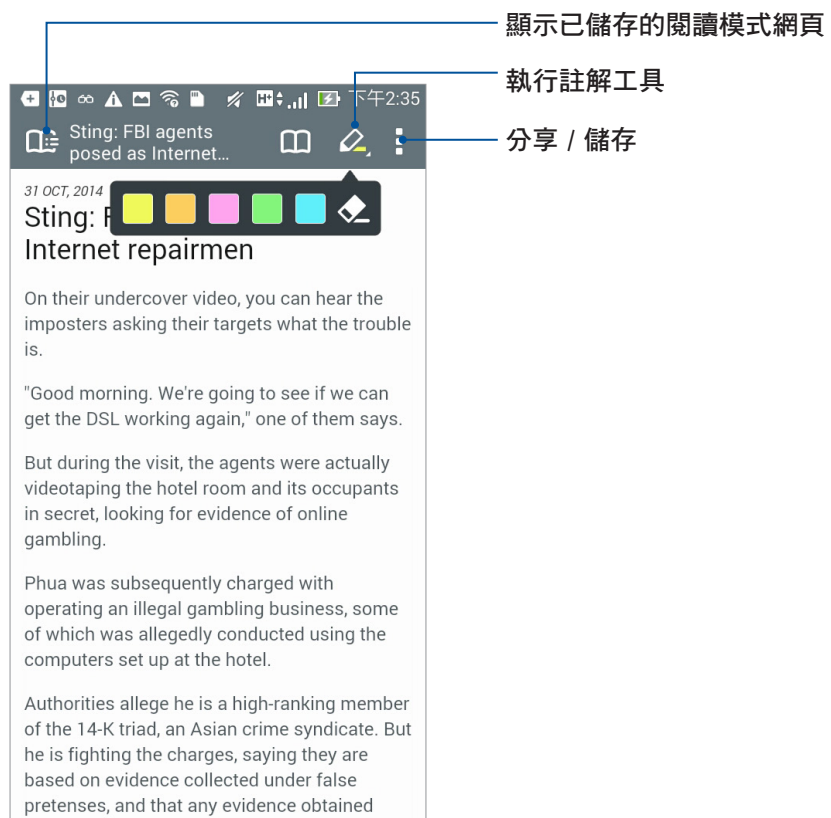 顯示已儲存的閱讀模式網頁
執行註解工具
分享 / 儲存
下午2:35
Sting: FBI agents
posed as Internet...
31 OCT, 2014
Sting: F
Internet repairmen
On their undercover video, you can hear the
imposters asking their targets what the trouble
is.
"Good morning. We're going to see if we can
get the DSL working again," one of them says.
But during the visit, the agents were actually
videotaping the hotel room and its occupants
in secret, looking for evidence of online
gambling.
Phua was subsequently charged with
operating an illegal gambling business, some
of which was allegedly conducted using the
computers set up at the hotel.
Authorities allege he is a high-ranking member
of the 14-K triad, an Asian crime syndicate. But
he is fighting the charges, saying they are
based on evidence collected under false
pretenses, and that any evidence obtained